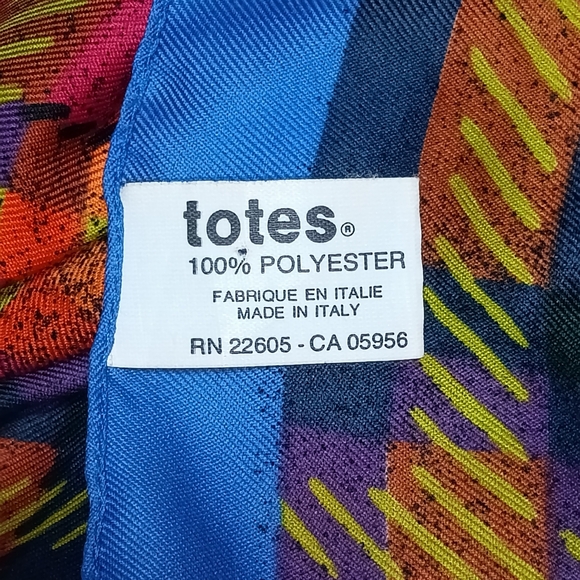 totes®
100% POLYESTER
FABRIQUE EN ITALIE
MADE IN ITALY
RN 22605 - CA 05956